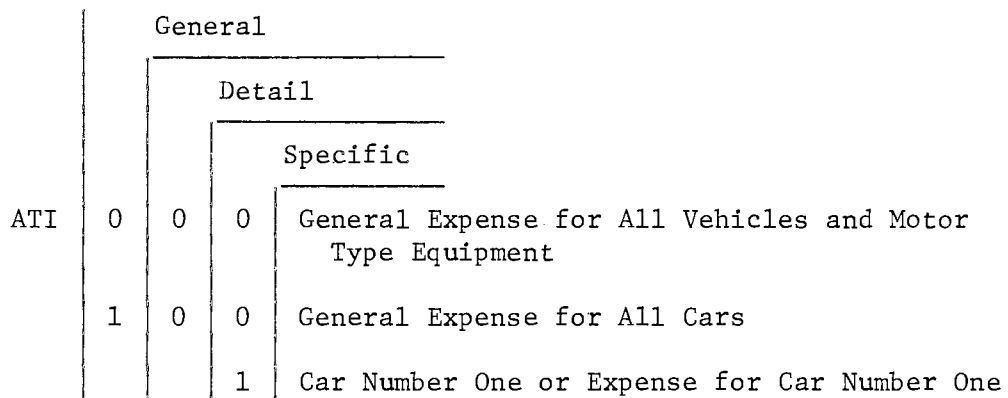 General
Detail
Specific
ATI 0 0 0 General Expense for All Vehicles and Motor
Type Equipment
1 0 0 General Expense for All Cars
1 Car Number One or Expense for Car Number One